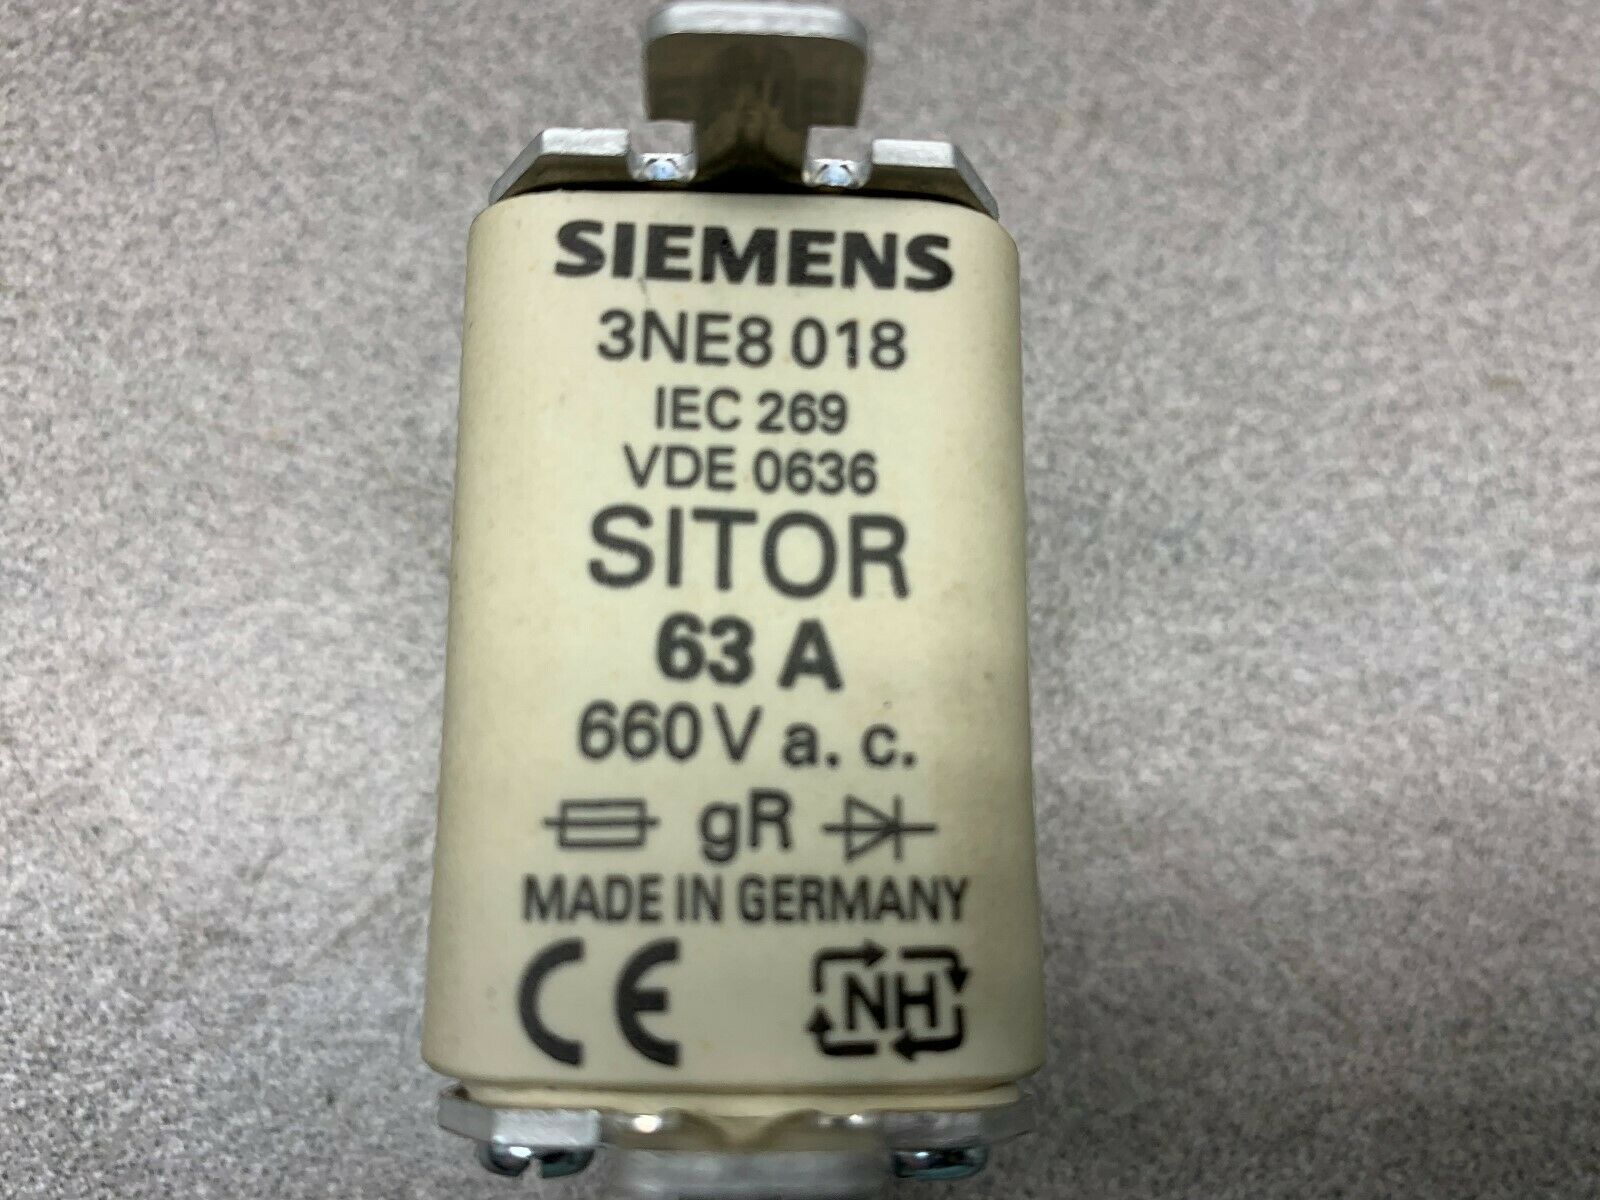 SIEMENS
3NE8 018
IEC 269
VDE 0636
SITOR
63 A
660V a. c.
gR
MADE IN GERMANY
CE NH